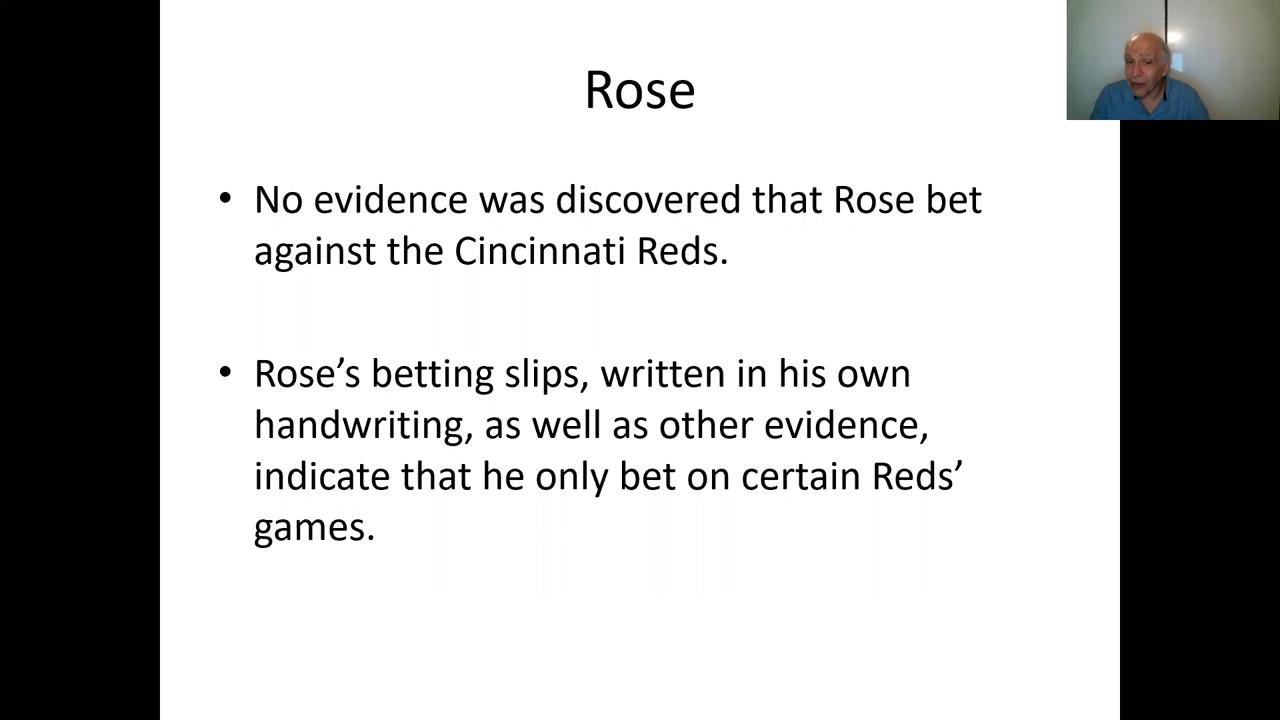 Rose
• No evidence was discovered that Rose bet
against the Cincinnati Reds.
• Rose’s betting slips, written in his own
handwriting, as well as other evidence,
indicate that he only bet on certain Reds’
games.